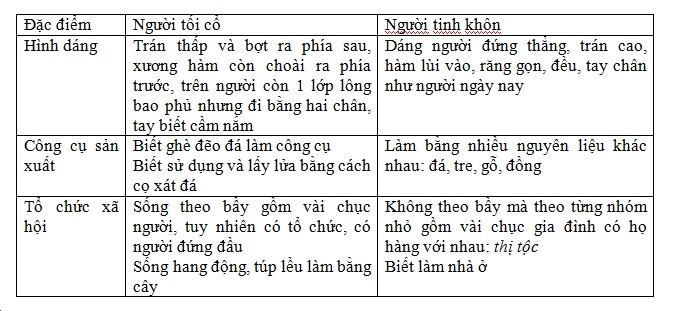 Đặc điểm
Người tối cổ
Người tinh khôn
Hình dáng
Trán thấp và bợt ra phía sau,
xương hàm còn choài ra phía
trước, trên người còn 1 lớp lông
bao phủ nhưng đi bằng hai chân,
tay biết cầm nắm
Dáng người đứng thẳng, trán cao,
hàm lùi vào, răng gọn, đều, tay chân
như người ngày nay
Công cụ sản
xuất
Biết ghè đẽo đá làm công cụ
Biết sử dụng và lấy lửa bằng cách
cọ xát đá
Làm bằng nhiều nguyên liệu khác
nhau: đá, tre, gỗ, đồng
Tổ chức xã
hội
Sống theo bầy gồm vài chục
người, tuy nhiên có tổ chức, có
người đứng đầu
Sống hang động, túp lều làm bằng
cây
Không theo bầy mà theo từng nhóm
nhỏ gồm vài chục gia đình có họ
hàng với nhau: thị tộc
Biết làm nhà ở